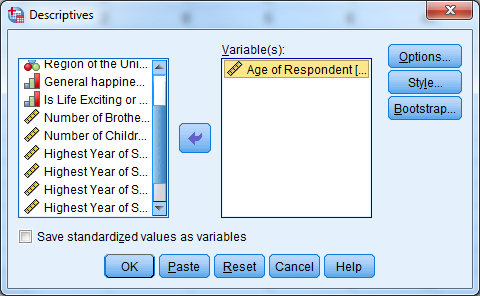 Descriptives
Variable(s):
Region of the Uni...
General happine...
Is Life Exciting or ...
Number of Brothe...
Number of Childr...
Highest Year of S...
Highest Year of S...
Highest Year of S...
Highest Year of S...
Age of Respondent [...
Options...
Style...
Bootstrap...
Save standardized values as variables
OK
Paste
Reset
Cancel
Help